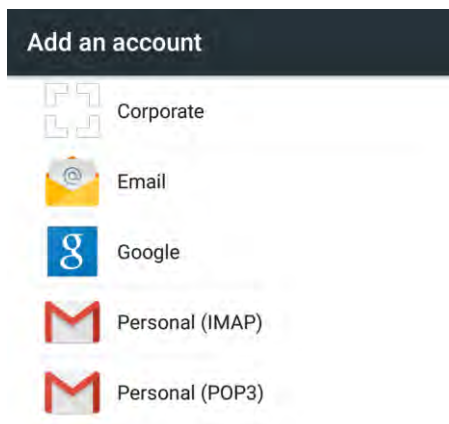 Add an account
Corporate
@
Email
g
Google
Personal (IMAP)
Personal (POP3)